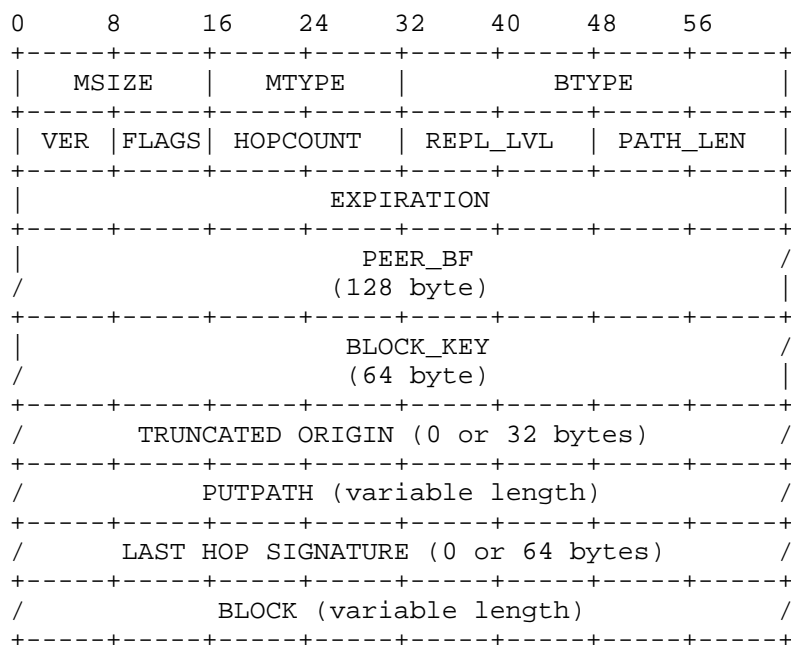 0     8     16    24    32    40    48    56
+-----+-----+-----+-----+-----+-----+-----+-----+
|   MSIZE   |   MTYPE   |         BTYPE         |
+-----+-----+-----+-----+-----+-----+-----+-----+
| VER |FLAGS| HOPCOUNT  | REPL_LVL  | PATH_LEN  |
+-----+-----+-----+-----+-----+-----+-----+-----+
|                   EXPIRATION                  |
+-----+-----+-----+-----+-----+-----+-----+-----+
|                     PEER_BF                   /
/                   (128 byte)                  |
+-----+-----+-----+-----+-----+-----+-----+-----+
|                    BLOCK_KEY                  /
/                    (64 byte)                  |
+-----+-----+-----+-----+-----+-----+-----+-----+
/       TRUNCATED ORIGIN (0 or 32 bytes)        /
+-----+-----+-----+-----+-----+-----+-----+-----+
/           PUTPATH (variable length)           /
+-----+-----+-----+-----+-----+-----+-----+-----+
/      LAST HOP SIGNATURE (0 or 64 bytes)       /
+-----+-----+-----+-----+-----+-----+-----+-----+
/            BLOCK (variable length)            /
+-----+-----+-----+-----+-----+-----+-----+-----+